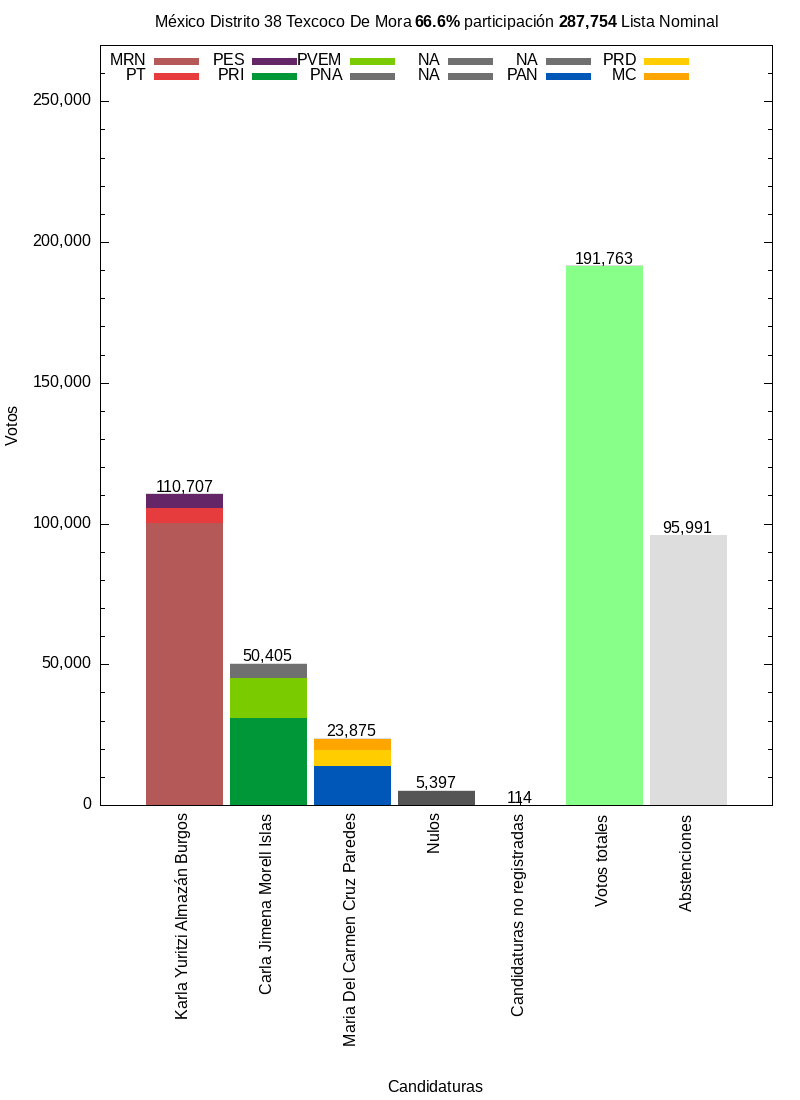 México Distrito 38 Texcoco De Mora 66.6% participación 287,754 Lista Nominal
MRN PES PVEM NA NA PRD
PT PRI PNA NA PAN MC
250,000
200,000
150,000
100,000
50,000
0
Votos
110,707
50,405
23,875
5,397
114
191,763
95,991
Karla Yuritzi Almazán Burgos
Carla Jimena Morell Islas
Maria Del Carmen Cruz Paredes
Nulos
Candidaturas no registradas
Votos totales
Abstenciones
Candidaturas